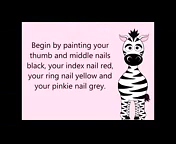 Begin by painting your
thumb and middle nails
black, your index nail red,
your ring nail yellow and
your pinkie nail grey.